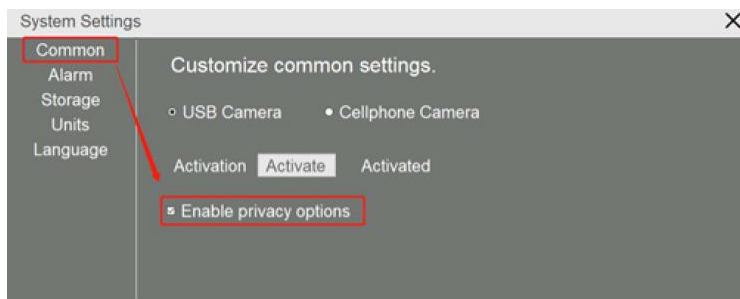 System Settings
Common
Alarm
Storage
Units
Language
Customize common settings.
USB Camera Cellphone Camera
Activation Activate Activated
Enable privacy options